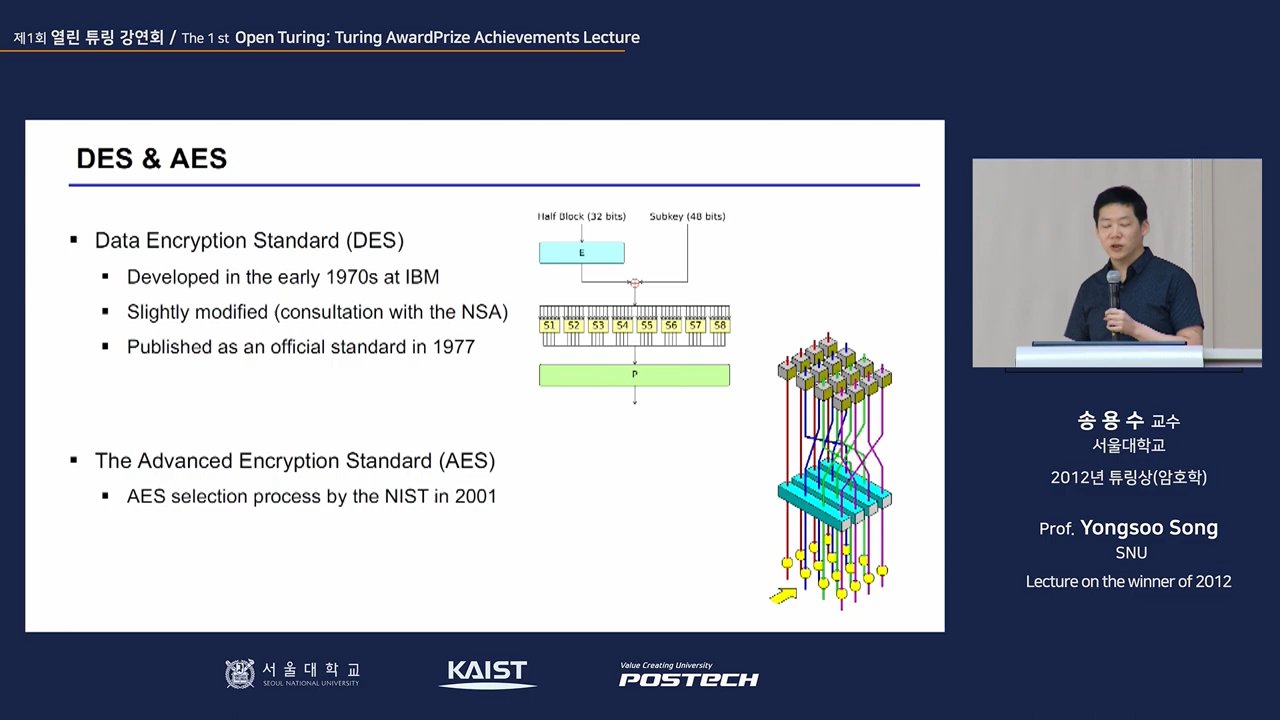 제1회 열린 튜링 강연회 / The 1 st Open Turing: Turing AwardPrize Achievements Lecture
DES & AES
▪ Data Encryption Standard (DES)
▪ Developed in the early 1970s at IBM
▪ Slightly modified (consultation with the NSA)
▪ Published as an official standard in 1977
▪ The Advanced Encryption Standard (AES)
▪ AES selection process by the NIST in 2001
Half Block (32 bits) Subkey (48 bits)
E
S1 S2 S3 S4 S5 S6 S7 S8
P
송용수 교수
서울대학교
2012년 튜링상(암호학)
Prof. Yongsoo Song
SNU
Lecture on the winner of 2012
서울대학교
SEOUL NATIONAL UNIVERSITY
KAIST
Value Creating University
POSTECH